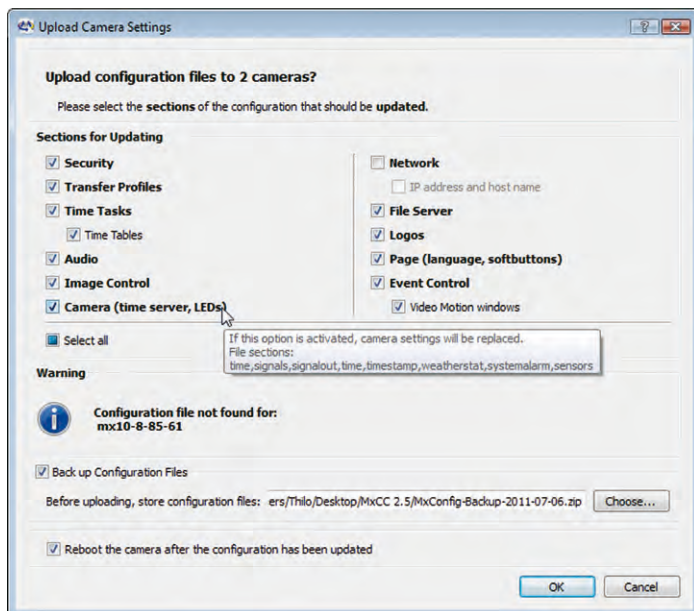 Upload Camera Settings
Upload configuration files to 2 cameras?
Please select the sections of the configuration that should be updated.
Sections for Updating
Security
Transfer Profiles
Time Tasks
Time Tables
Audio
Image Control
Camera (time server, LEDs)
Select all
Network
IP address and host name
File Server
Logos
Page (language, softbuttons)
Event Control
Video Motion windows
If this option is activated, camera settings will be replaced.
File sections:
time,signals,signalout,time,timestamp,weatherstat,systemalarm,sensors
Warning
Configuration file not found for:
mx10-8-85-61
Back up Configuration Files
Before uploading, store configuration files: ers/Thilo/Desktop/MxCC 2.5/MxConfig-Backup-2011-07-06.zip Choose...
Reboot the camera after the configuration has been updated
OK Cancel